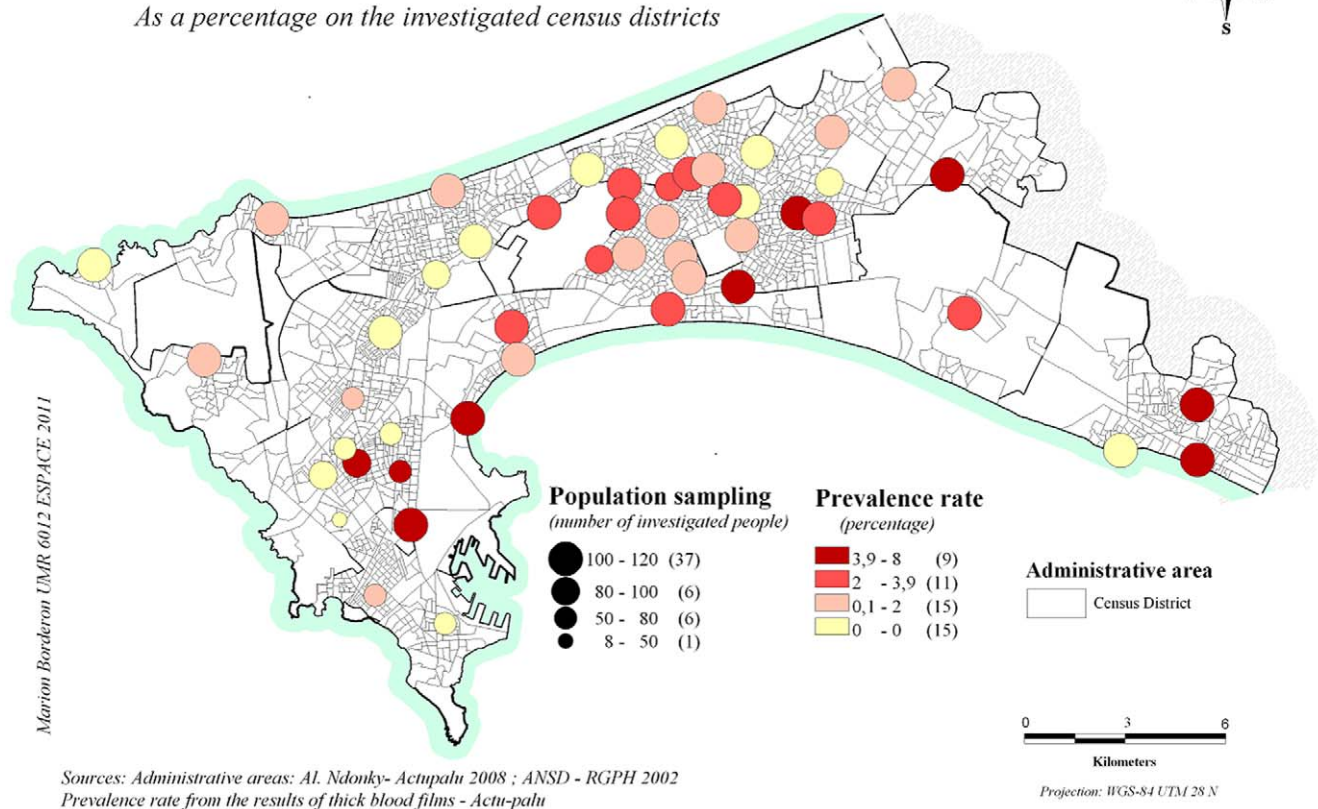 As a percentage on the investigated census districts
S
Marion Borderon UMR 6012 ESPACE 2011
Population sampling
(number of investigated people)
100 - 120 (37)
80 - 100 (6)
50 - 80 (6)
8 - 50 (1)
Prevalence rate
(percentage)
3,9 - 8 (9)
2 - 3,9 (11)
0,1 - 2 (15)
0 - 0 (15)
Administrative area
Census District
0 3 6
Kilometers
Projection: WGS-84 UTM 28 N
Sources: Administrative areas: Al. Ndonky- Actupalu 2008 ; ANSD - RGPH 2002
Prevalence rate from the results of thick blood films - Actu-palu